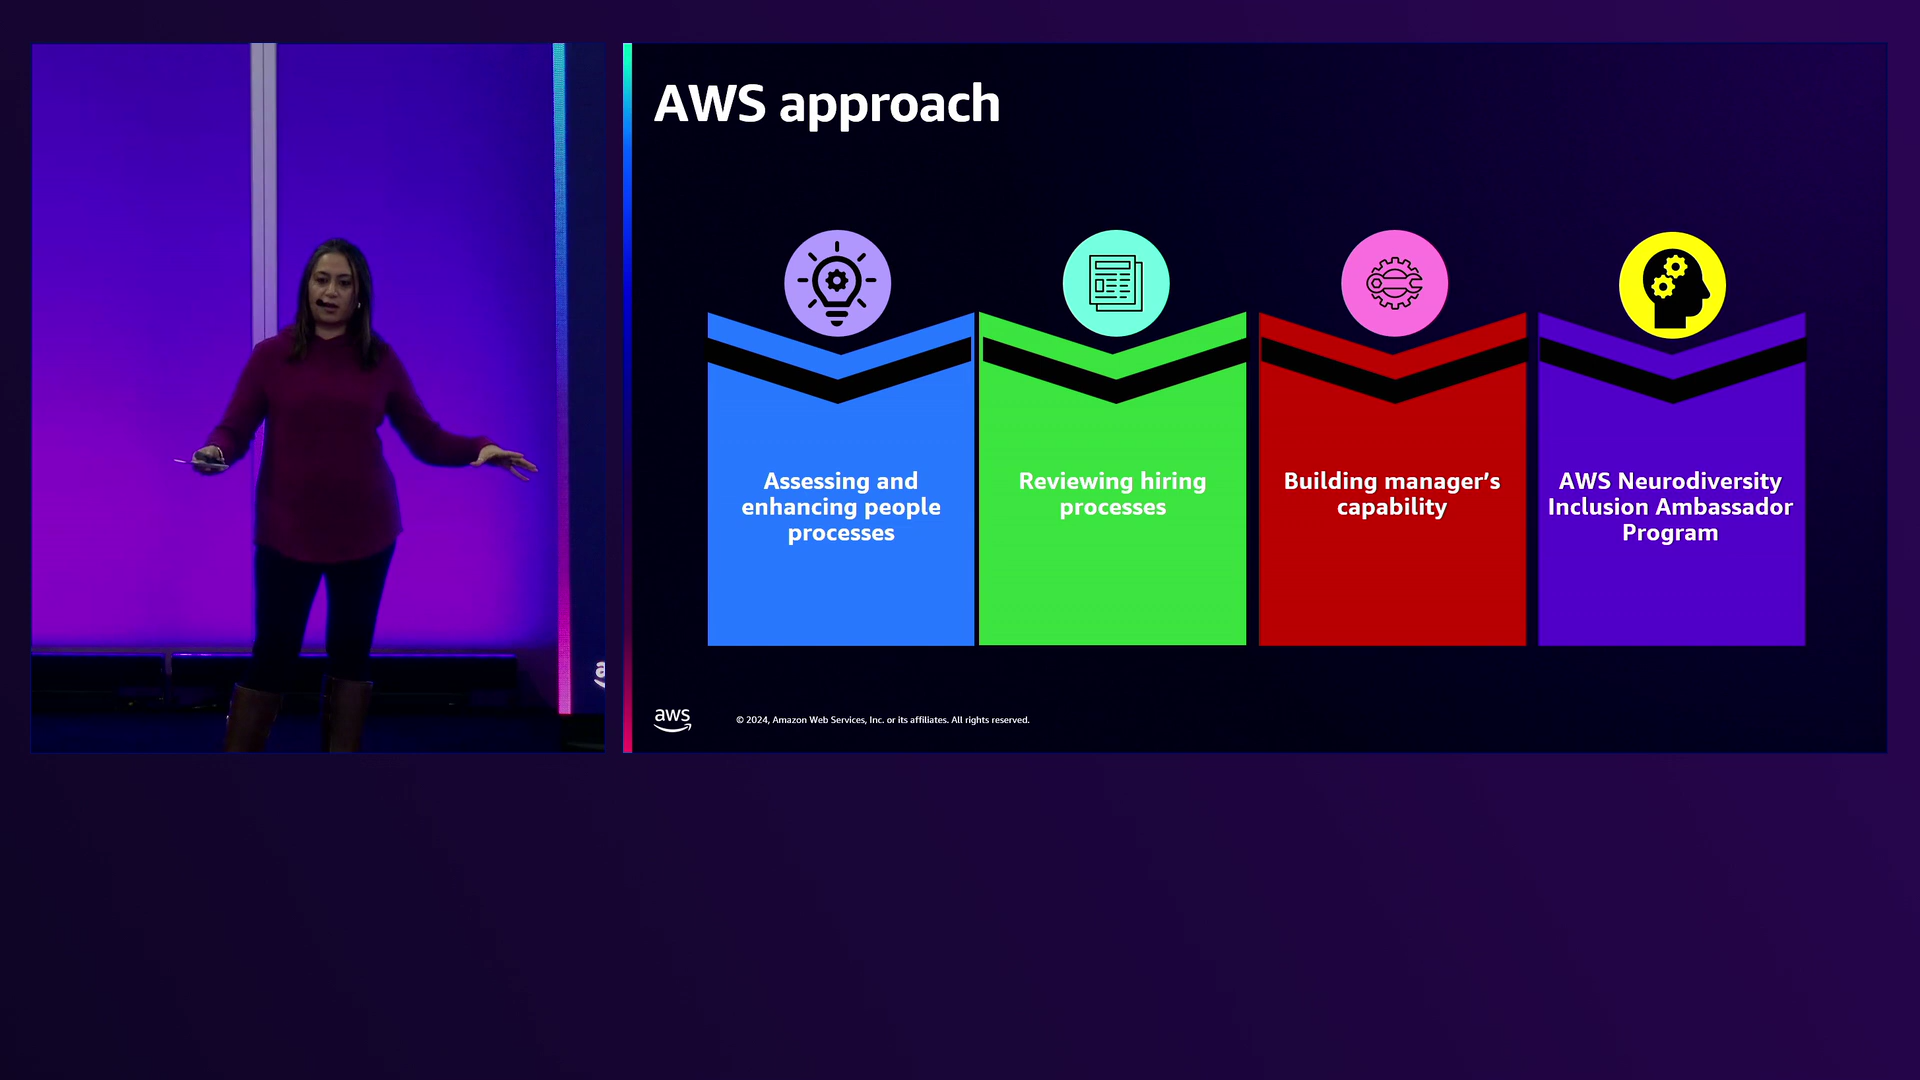 AWS approach
Assessing and
enhancing people
processes
Reviewing hiring
processes
Building manager’s
capability
AWS Neurodiversity
Inclusion Ambassador
Program
aws
© 2024, Amazon Web Services, Inc. or its affiliates. All rights reserved.